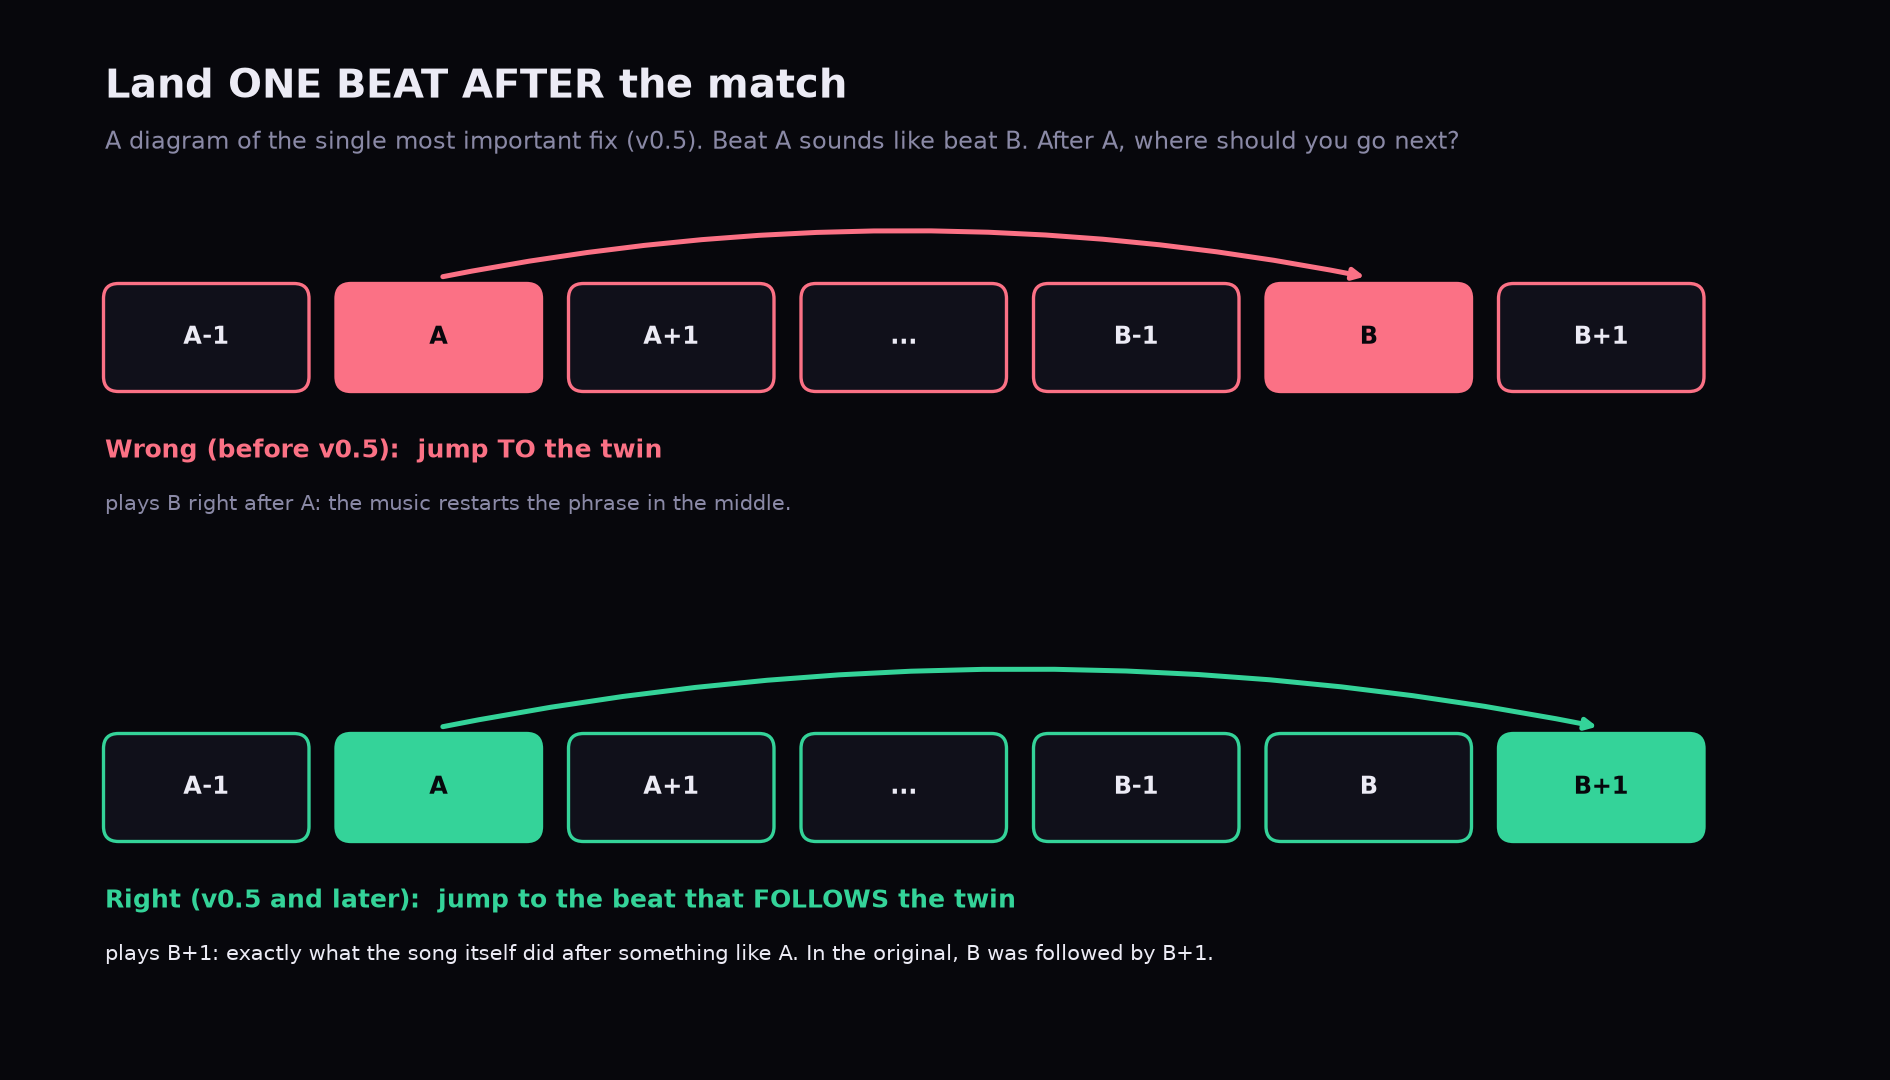 Land ONE BEAT AFTER the match
A diagram of the single most important fix (v0.5). Beat A sounds like beat B. After A, where should you go next?
A-1 A A+1 ... B-1 B B+1
Wrong (before v0.5):  jump TO the twin
plays B right after A: the music restarts the phrase in the middle.
A-1 A A+1 ... B-1 B B+1
Right (v0.5 and later):  jump to the beat that FOLLOWS the twin
plays B+1: exactly what the song itself did after something like A. In the original, B was followed by B+1.